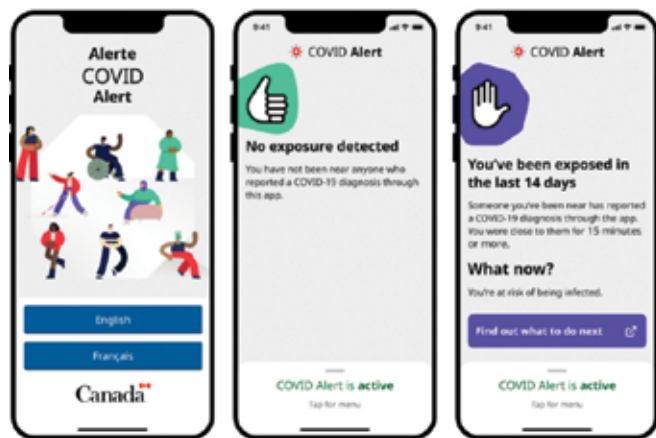 Alerte
COVID
Alert
English
Français
Canada
9:41
COVID Alert
No exposure detected
You have not been near anyone who
reported a COVID-19 diagnosis through
this app.
COVID Alert is active
Tap for menu
9:41
COVID Alert
You've been exposed in
the last 14 days
Someone you've been near has reported
a COVID-19 diagnosis through the app.
You were close to them for 15 minutes
or more.
What now?
You're at risk of being infected.
Find out what to do next
COVID Alert is active
Tap for menu